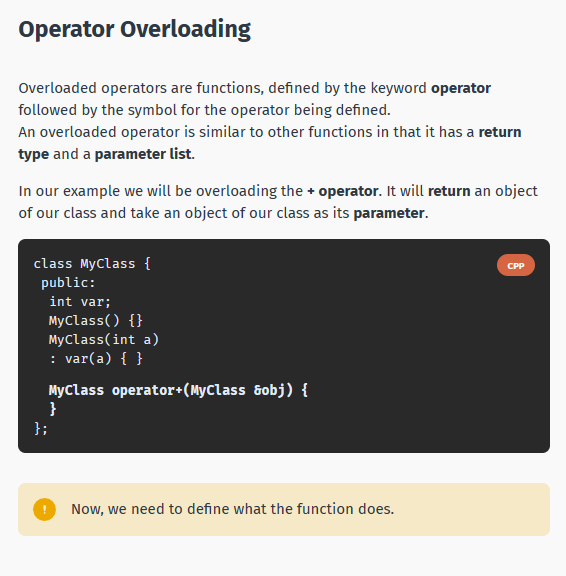 Operator Overloading
Overloaded operators are functions, defined by the keyword operator
followed by the symbol for the operator being defined.
An overloaded operator is similar to other functions in that it has a return
type and a parameter list.
In our example we will be overloading the + operator. It will return an object
of our class and take an object of our class as its parameter.
CPP
class MyClass {
 public:
  int var;
  MyClass() {}
  MyClass(int a)
  : var(a) { }
  MyClass operator+(MyClass &obj) {
  }
};
!
Now, we need to define what the function does.